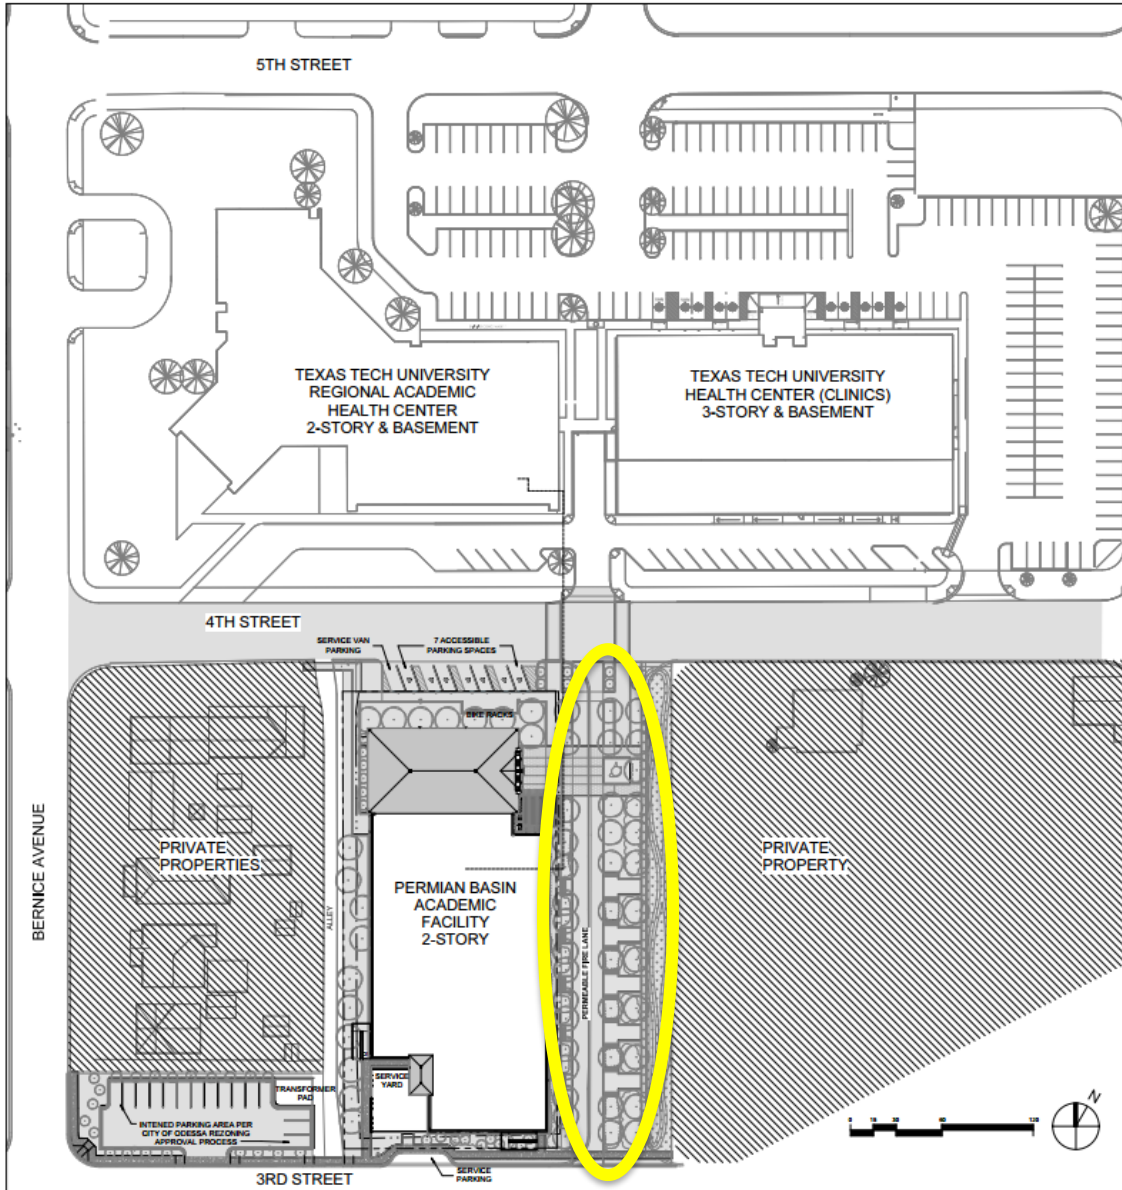 5TH STREET
TEXAS TECH UNIVERSITY
REGIONAL ACADEMIC
HEALTH CENTER
2-STORY & BASEMENT
TEXAS TECH UNIVERSITY
HEALTH CENTER (CLINICS)
3-STORY & BASEMENT
4TH STREET
SERVICE VAN
PARKING
7 ACCESSIBLE
PARKING SPACES
BIKE RACKS
BERNICE AVENUE
PRIVATE
PROPERTIES
ALLEY
PERMIAN BASIN
ACADEMIC
FACILITY
2-STORY
PERMEABLE FIRE LANE
PRIVATE
PROPERTY
SERVICE
YARD
TRANSFORMER
PAD
INTENED PARKING AREA PER
CITY OF ODESSA REZONING
APPROVAL PROCESS
3RD STREET
SERVICE
PARKING
N